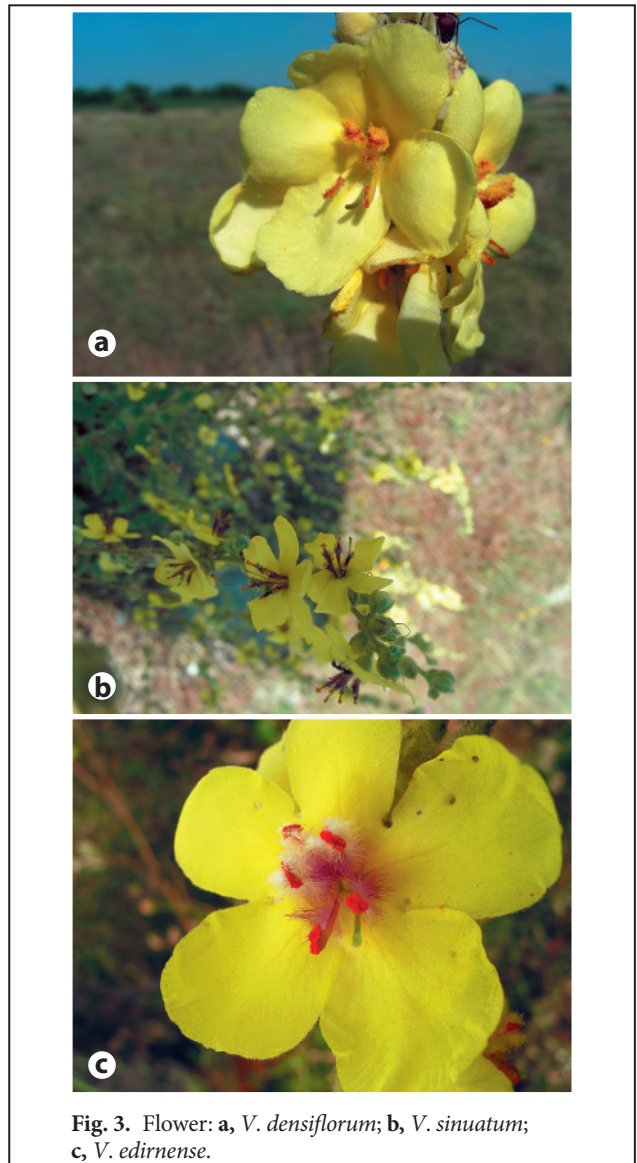 a
b
c
Fig. 3. Flower: a, V. densiflorum; b, V. sinuatum;
c, V. edirnense.